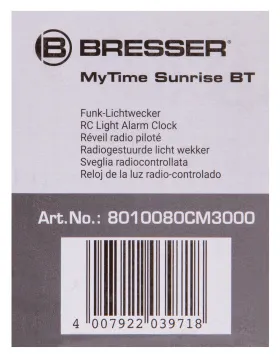 B BRESSER
MyTime Sunrise BT
Funk-Lichtwecker
RC Light Alarm Clock
Réveil radio piloté
Radiogestuurde licht wekker
Sveglia radiocontrollata
Reloj de la luz radio-controlado
Art.No.: 8010080CM3000
4 007922 039718